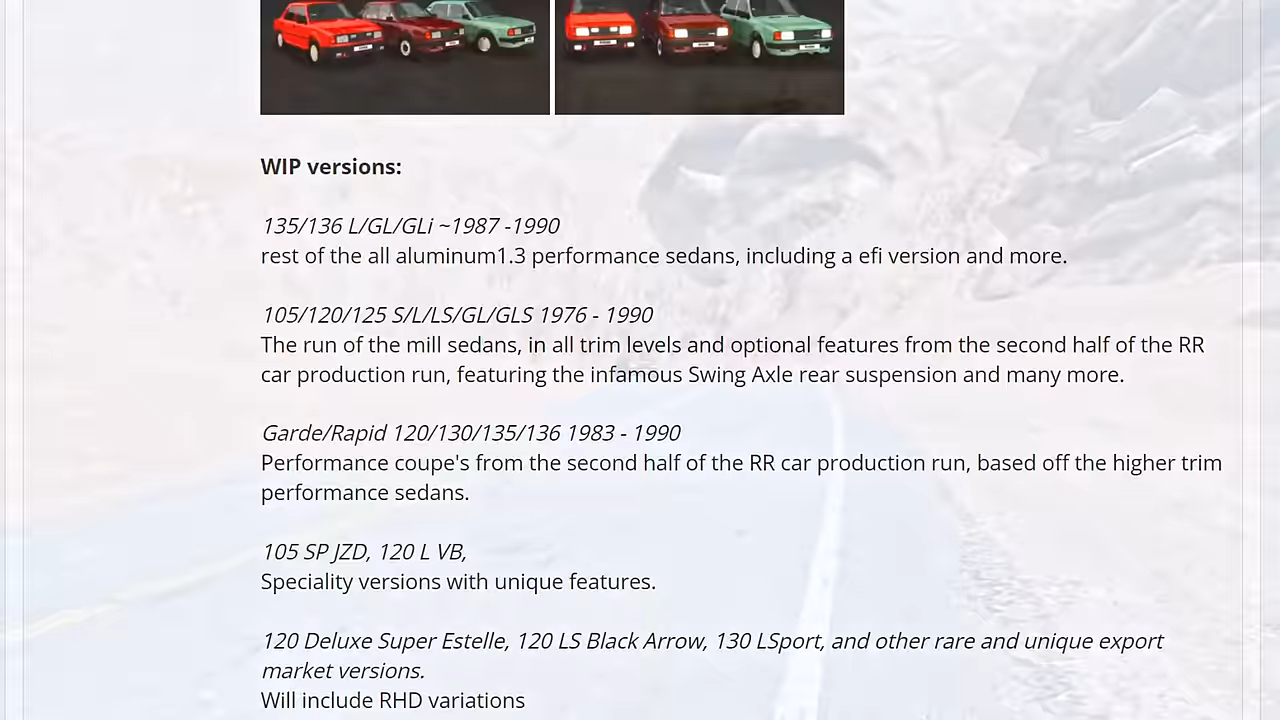 WIP versions:
135/136 L/GL/GLi ~1987 -1990
rest of the all aluminum1.3 performance sedans, including a efi version and more.
105/120/125 S/L/LS/GL/GLS 1976 - 1990
The run of the mill sedans, in all trim levels and optional features from the second half of the RR
car production run, featuring the infamous Swing Axle rear suspension and many more.
Garde/Rapid 120/130/135/136 1983 - 1990
Performance coupe's from the second half of the RR car production run, based off the higher trim
performance sedans.
105 SP JZD, 120 L VB,
Speciality versions with unique features.
120 Deluxe Super Estelle, 120 LS Black Arrow, 130 LSport, and other rare and unique export
market versions.
Will include RHD variations